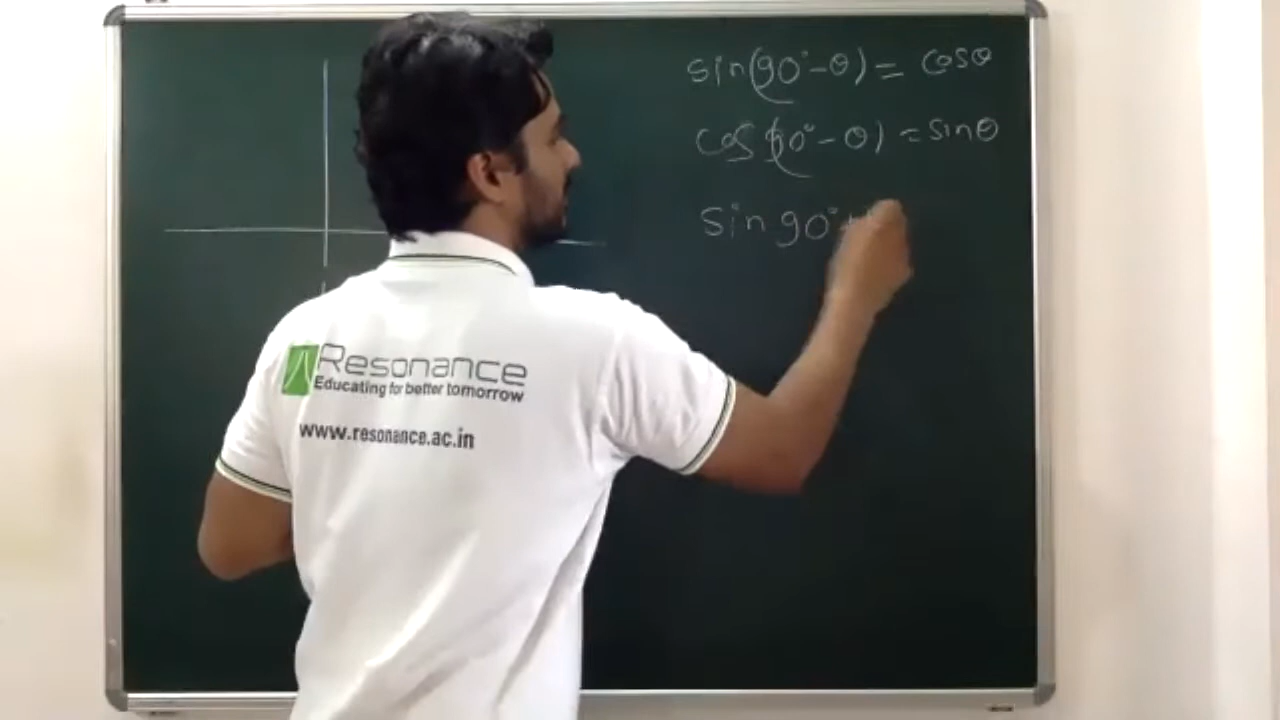 sin(90°-θ) = cosθ
cos(90°-θ) = sinθ
sin 90°+
Resonance
Educating for better tomorrow
www.resonance.ac.in